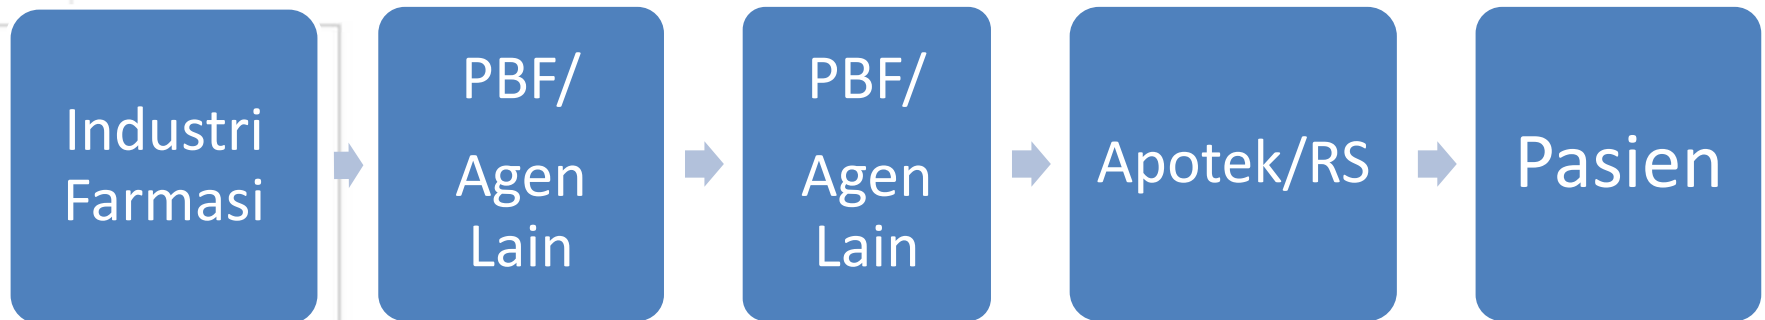 Industri
Farmasi
PBF/
Agen
Lain
PBF/
Agen
Lain
Apotek/RS
Pasien